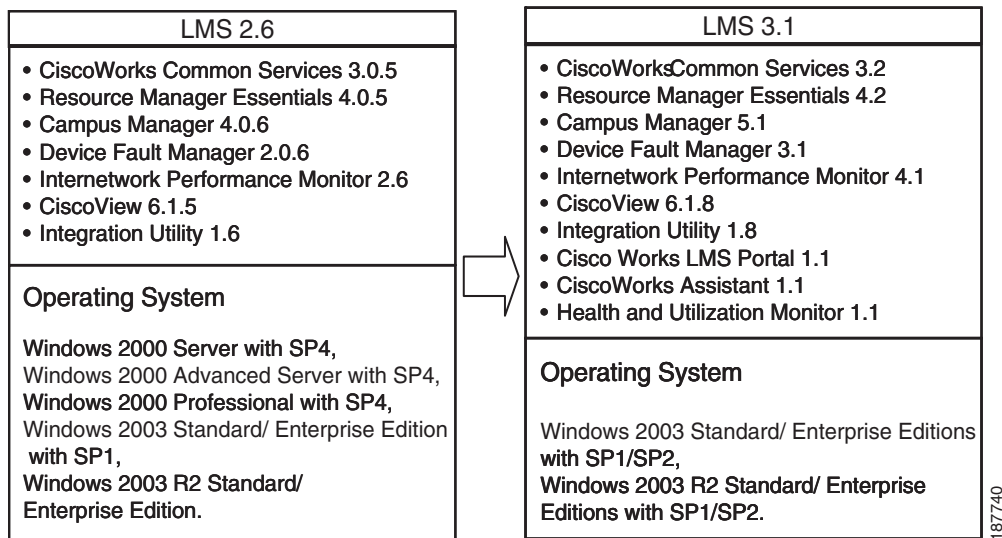 LMS 2.6
• CiscoWorks Common Services 3.0.5
• Resource Manager Essentials 4.0.5
• Campus Manager 4.0.6
• Device Fault Manager 2.0.6
• Internetwork Performance Monitor 2.6
• CiscoView 6.1.5
• Integration Utility 1.6
Operating System
Windows 2000 Server with SP4,
Windows 2000 Advanced Server with SP4,
Windows 2000 Professional with SP4,
Windows 2003 Standard/ Enterprise Edition
with SP1,
Windows 2003 R2 Standard/
Enterprise Edition.
LMS 3.1
• CiscoWorksCommon Services 3.2
• Resource Manager Essentials 4.2
• Campus Manager 5.1
• Device Fault Manager 3.1
• Internetwork Performance Monitor 4.1
• CiscoView 6.1.8
• Integration Utility 1.8
• Cisco Works LMS Portal 1.1
• CiscoWorks Assistant 1.1
• Health and Utilization Monitor 1.1
Operating System
Windows 2003 Standard/ Enterprise Editions
with SP1/SP2,
Windows 2003 R2 Standard/ Enterprise
Editions with SP1/SP2.
187740